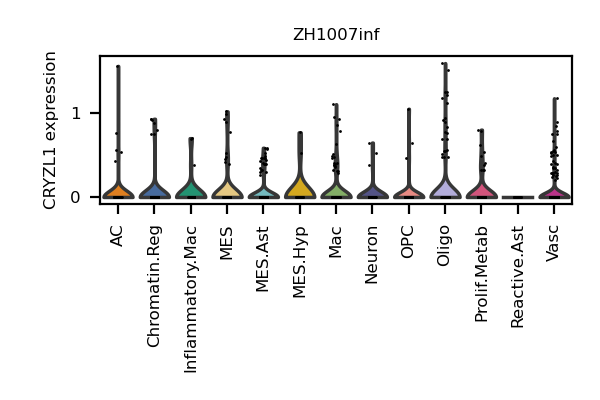 ZH1007inf
CRYZL1 expression
1
0
AC
Chromatin.Reg
Inflammatory.Mac
MES
MES.Ast
MES.Hyp
Mac
Neuron
OPC
Oligo
Prolif.Metab
Reactive.Ast
Vasc